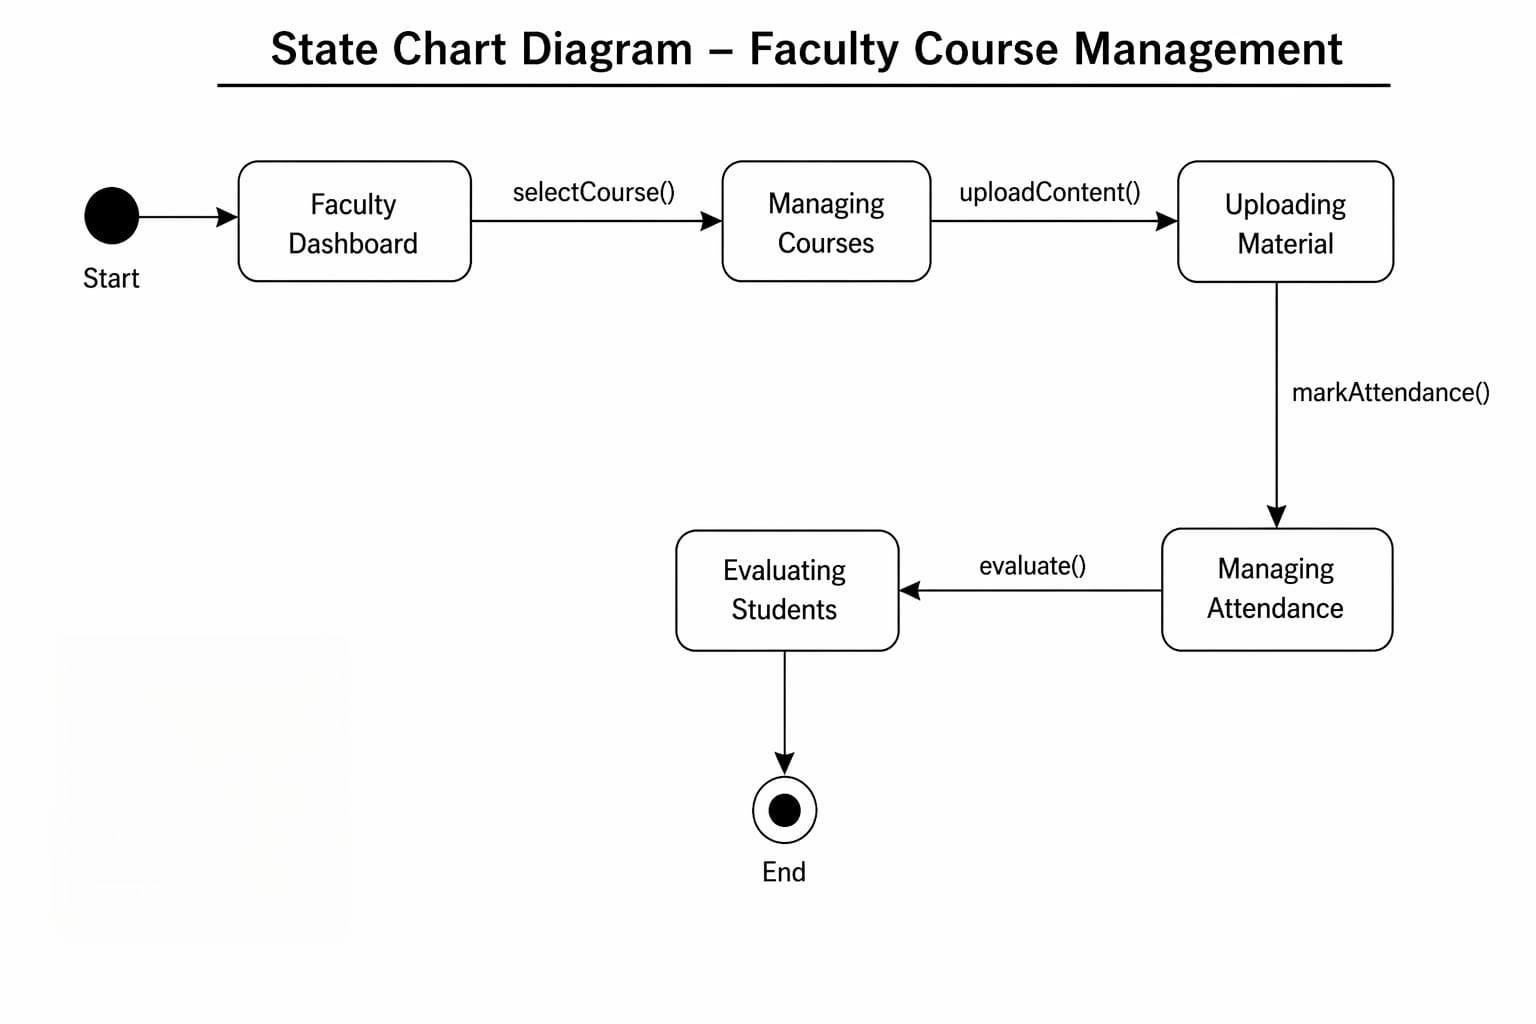 State Chart Diagram – Faculty Course Management
Start
Faculty
Dashboard
selectCourse()
Managing
Courses
uploadContent()
Uploading
Material
markAttendance()
Managing
Attendance
evaluate()
Evaluating
Students
End